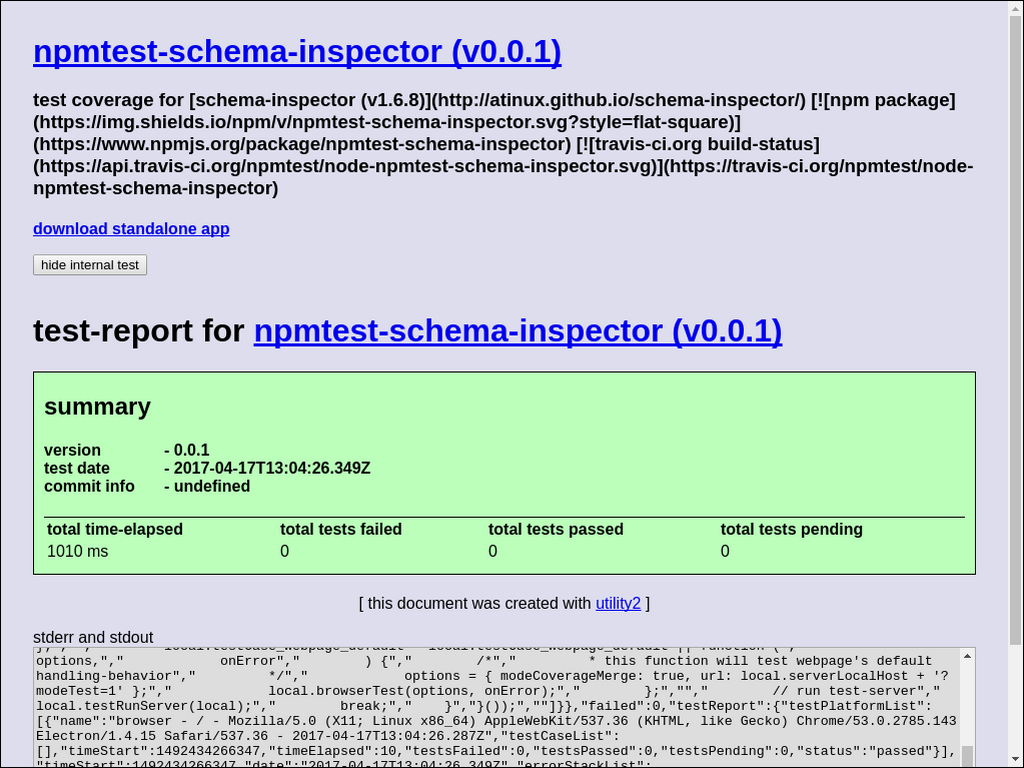 npmtest-schema-inspector (v0.0.1)
test coverage for [schema-inspector (v1.6.8)](http://atinux.github.io/schema-inspector/) [![npm package]
(https://img.shields.io/npm/v/npmtest-schema-inspector.svg?style=flat-square)]
(https://www.npmjs.org/package/npmtest-schema-inspector) [![travis-ci.org build-status]
(https://api.travis-ci.org/npmtest/node-npmtest-schema-inspector.svg)](https://travis-ci.org/npmtest/node-
npmtest-schema-inspector)
download standalone app
hide internal test
test-report for npmtest-schema-inspector (v0.0.1)
summary
version - 0.0.1
test date - 2017-04-17T13:04:26.349Z
commit info - undefined
total time-elapsed total tests failed total tests passed total tests pending
1010 ms 0 0 0
[ this document was created with utility2 ]
stderr and stdout
options,"," onError"," ) {"," /*"," * this function will test webpage's default
handling-behavior"," */"," options = { modeCoverageMerge: true, url: local.serverLocalHost + '?
modeTest=1' };"," local.browserTest(options, onError);"," };",""," // run test-server","
local.testRunServer(local);"," break;"," }","}());",""]}},"failed":0,"testReport":{"testPlatformList":
[{"name":"browser - / - Mozilla/5.0 (X11; Linux x86_64) AppleWebKit/537.36 (KHTML, like Gecko) Chrome/53.0.2785.143
Electron/1.4.15 Safari/537.36 - 2017-04-17T13:04:26.287Z","testCaseList":
[],"timeStart":1492434266347,"timeElapsed":10,"testsFailed":0,"testsPassed":0,"testsPending":0,"status":"passed"}],
"timeStart":1492434266347,"date":"2017-04-17T13:04:26.349Z","errorStackList":